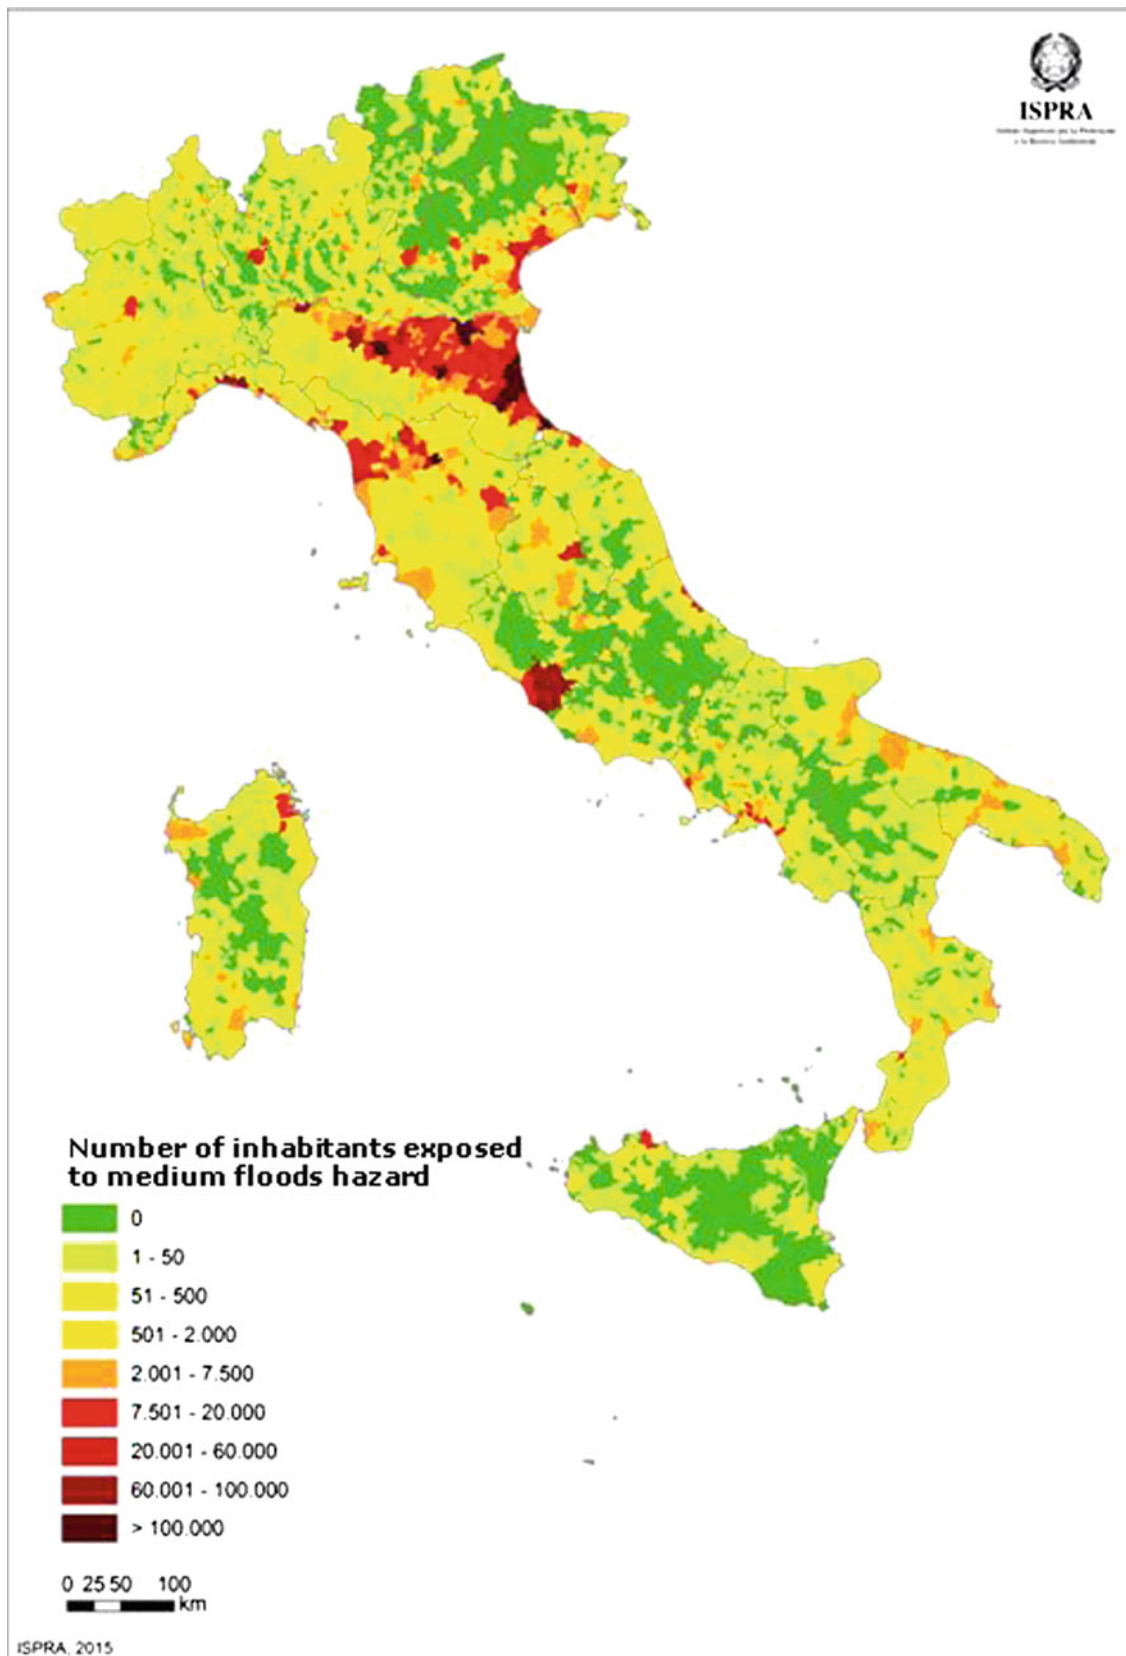 ISPRA
Number of inhabitants exposed
to medium floods hazard
0
1 - 50
51 - 500
501 - 2.000
2.001 - 7.500
7.501 - 20.000
20.001 - 60.000
60.001 - 100.000
> 100.000
0 25 50 100
km
ISPRA, 2015